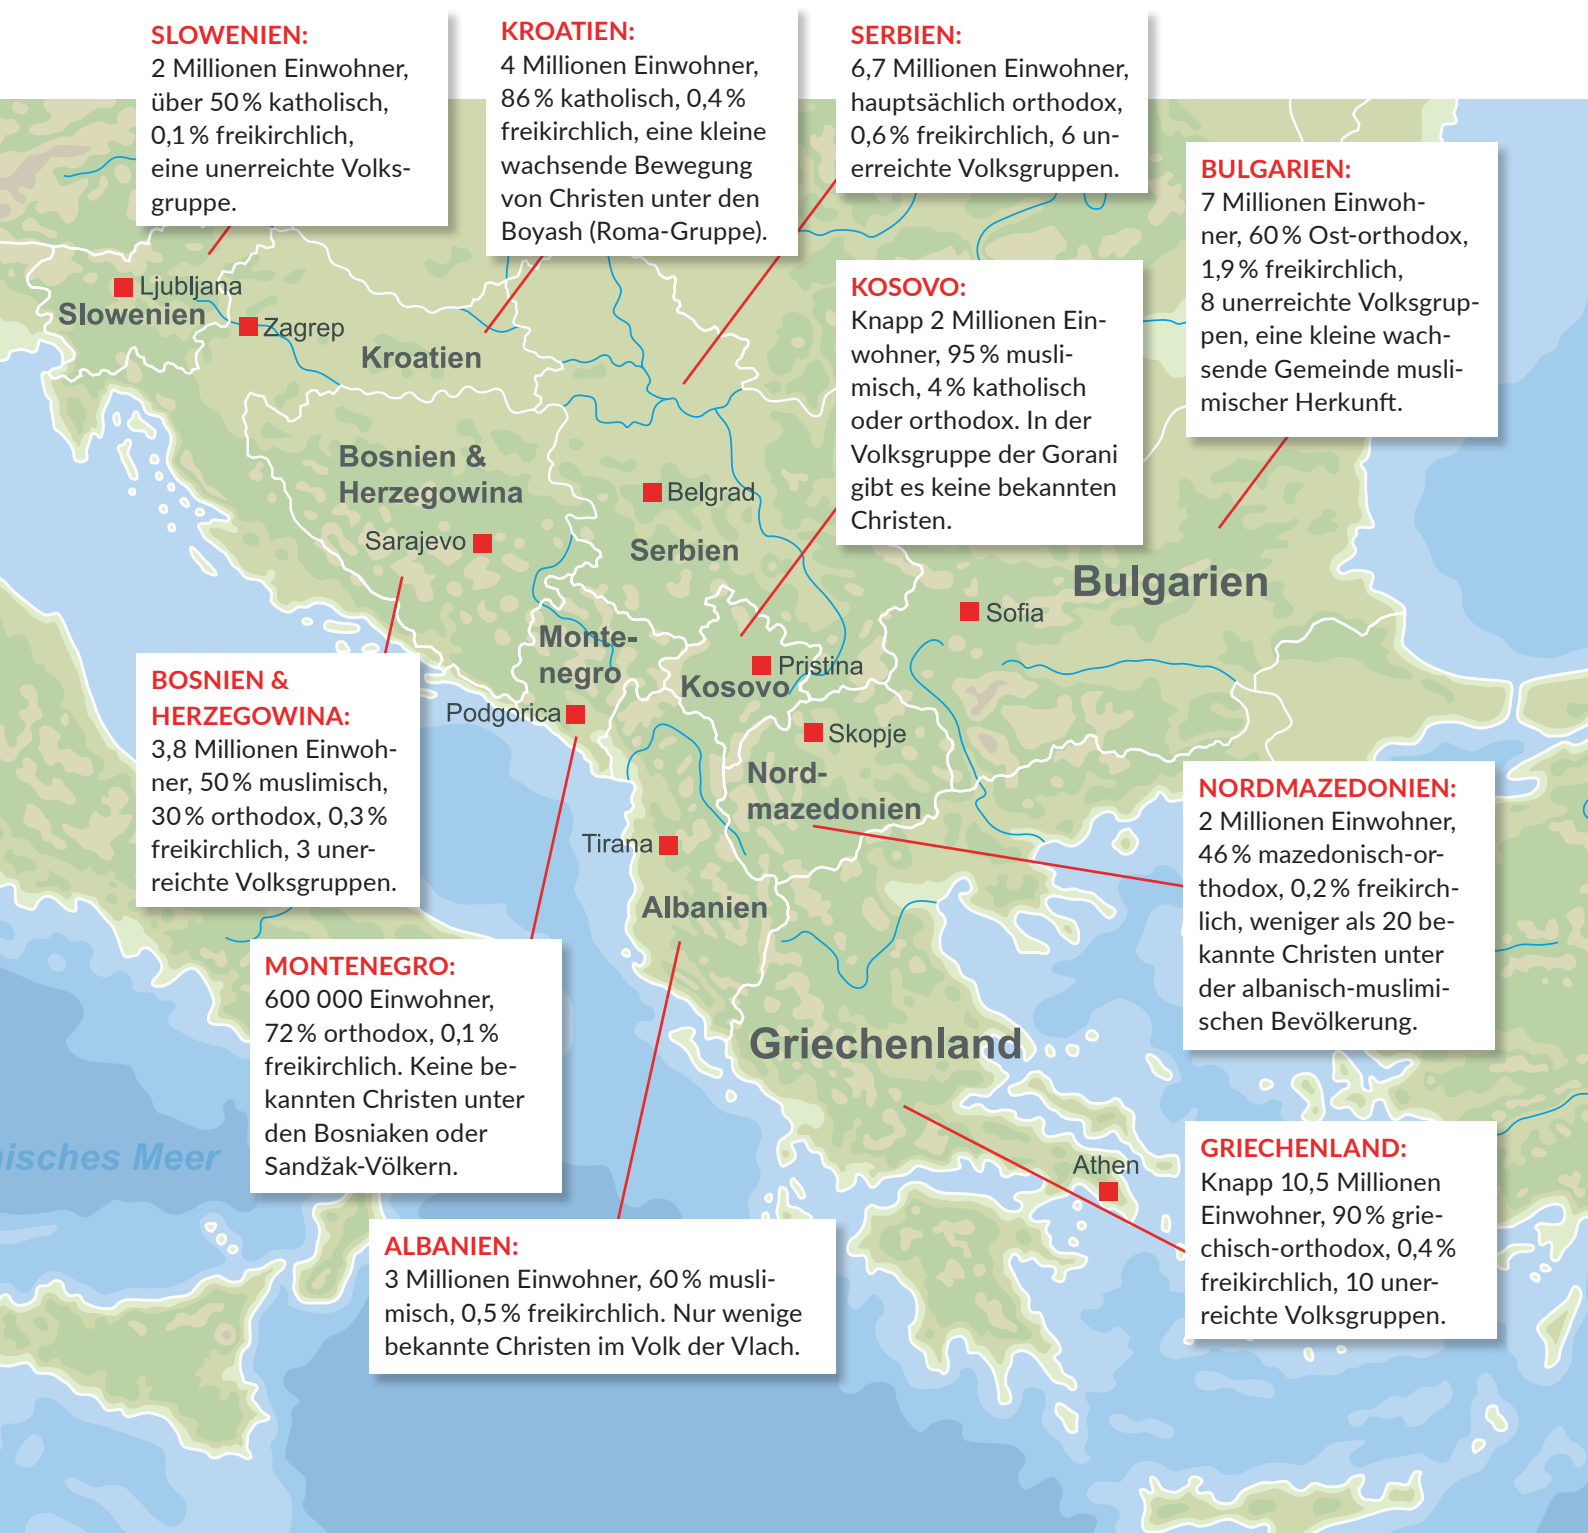 SLOWENIEN:
2 Millionen Einwohner,
über 50 % katholisch,
0,1 % freikirchlich,
eine unerreichte Volks-
gruppe.
KROATIEN:
4 Millionen Einwohner,
86 % katholisch, 0,4 %
freikirchlich, eine kleine
wachsende Bewegung
von Christen unter den
Boyash (Roma-Gruppe).
SERBIEN:
6,7 Millionen Einwohner,
hauptsächlich orthodox,
0,6 % freikirchlich, 6 un-
erreichte Volksgruppen.
BULGARIEN:
7 Millionen Einwoh-
ner, 60 % Ost-orthodox,
1,9 % freikirchlich,
8 unerreichte Volksgrup-
pen, eine kleine wach-
sende Gemeinde musli-
mischer Herkunft.
KOSOVO:
Knapp 2 Millionen Ein-
wohner, 95 % musli-
misch, 4 % katholisch
oder orthodox. In der
Volksgruppe der Gorani
gibt es keine bekannten
Christen.
Ljubljana
Slowenien
Zagrep
Kroatien
Bosnien &
Herzegowina
Sarajevo
Belgrad
Serbien
Bulgarien
Sofia
Monte-
negro
Pristina
Kosovo
Podgorica
Skopje
Nord-
mazedonien
Tirana
Albanien
Griechenland
Athen
nisches Meer
BOSNIEN &
HERZEGOWINA:
3,8 Millionen Einwoh-
ner, 50 % muslimisch,
30 % orthodox, 0,3 %
freikirchlich, 3 uner-
reichte Volksgruppen.
NORDMAZEDONIEN:
2 Millionen Einwohner,
46 % mazedonisch-or-
thodox, 0,2 % freikirch-
lich, weniger als 20 be-
kannte Christen unter
der albanisch-muslimi-
schen Bevölkerung.
MONTENEGRO:
600 000 Einwohner,
72 % orthodox, 0,1 %
freikirchlich. Keine be-
kannten Christen unter
den Bosniaken oder
Sandžak-Völkern.
GRIECHENLAND:
Knapp 10,5 Millionen
Einwohner, 90 % grie-
chisch-orthodox, 0,4 %
freikirchlich, 10 uner-
reichte Volksgruppen.
ALBANIEN:
3 Millionen Einwohner, 60 % musli-
misch, 0,5 % freikirchlich. Nur wenige
bekannte Christen im Volk der Vlach.